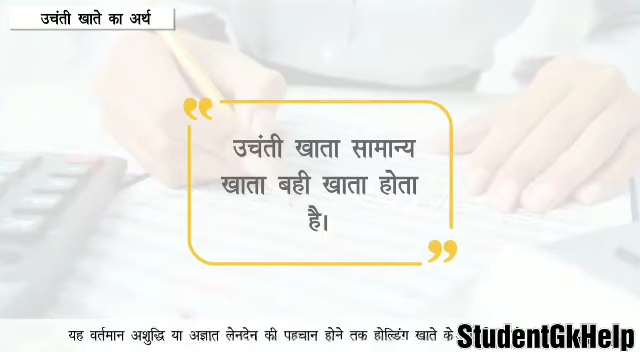 उचंती खाते का अर्थ
उचंती खाता सामान्य
खाता बही खाता होता
है।
यह वर्तमान अशुद्धि या अज्ञात लेनदेन की पहचान होने तक होल्डिंग खाते के
StudentGkHelp